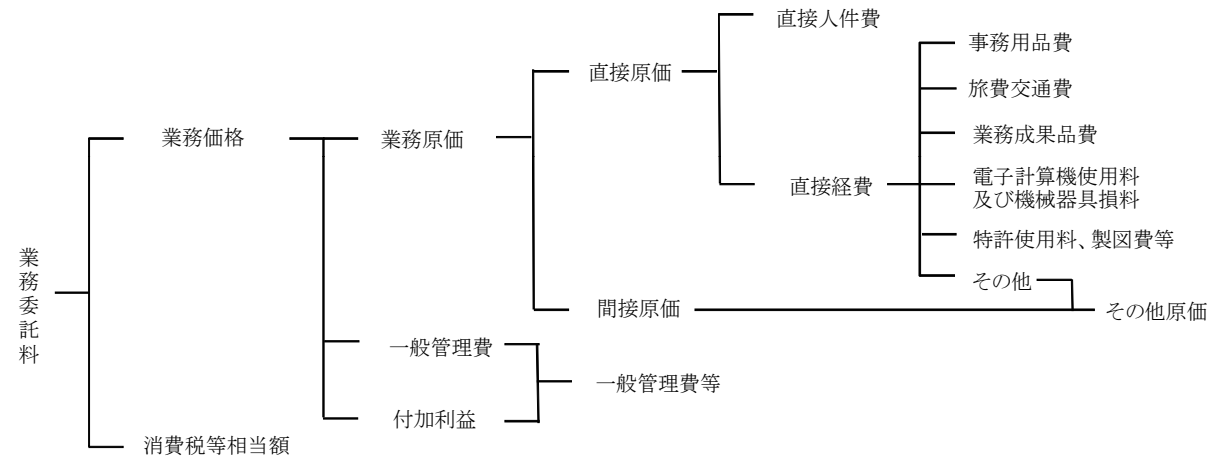 直接人件費
事務用品費
直接原価
旅費交通費
業務価格
業務原価
業務成果品費
電子計算機使用料
及び機械器具損料
直接経費
特許使用料、製図費等
業務委託料
その他
間接原価
その他原価
一般管理費
一般管理費等
付加利益
消費税等相当額